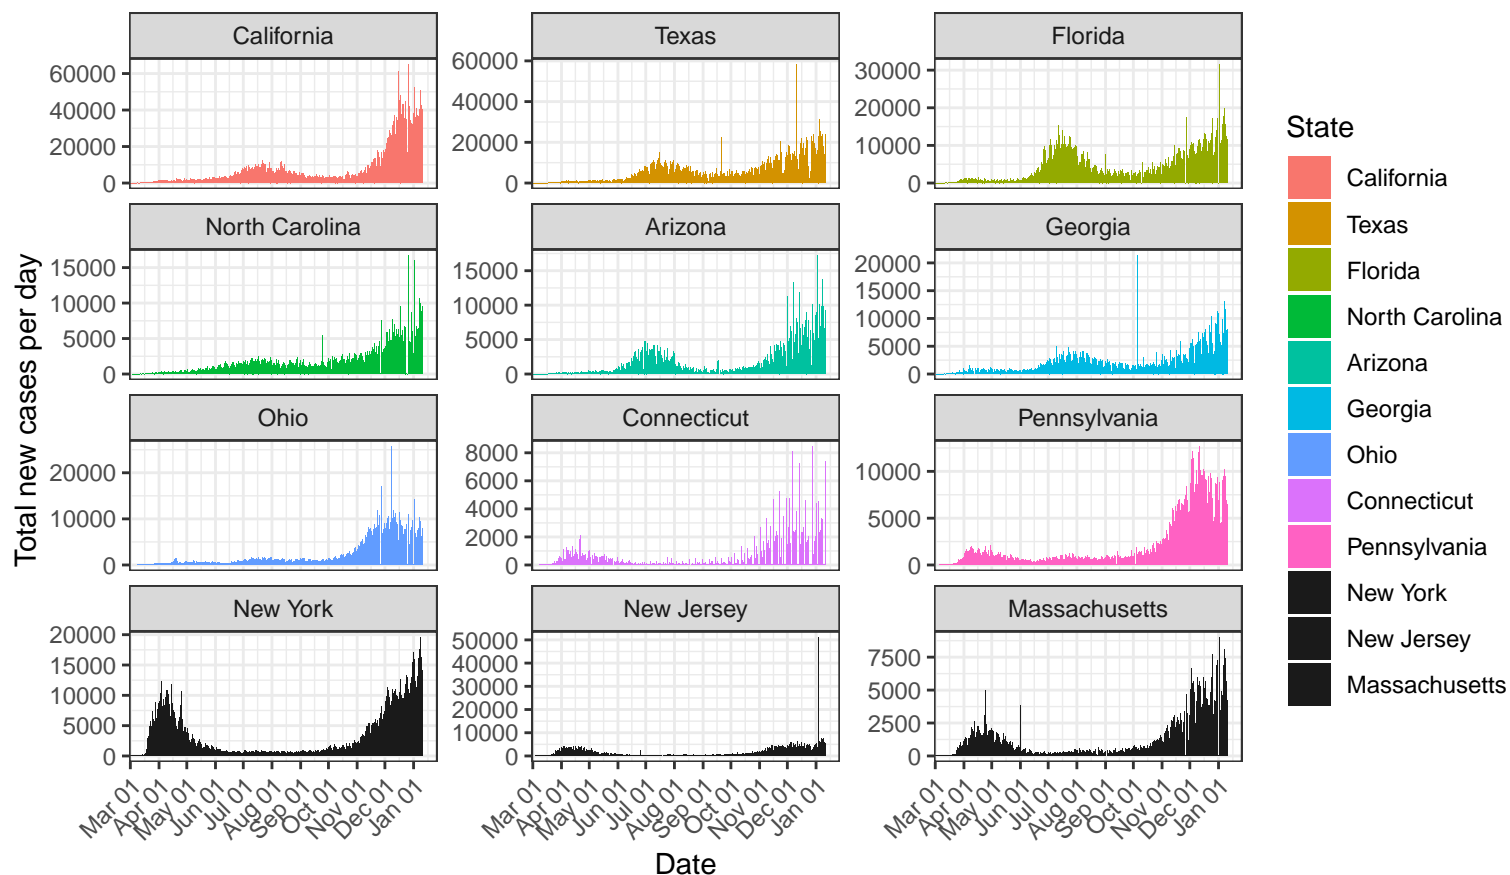 California
Texas
Florida
60000
40000
20000
0
60000
40000
20000
0
30000
20000
10000
0
North Carolina
Arizona
Georgia
15000
10000
5000
0
15000
10000
5000
0
20000
15000
10000
5000
0
Ohio
Connecticut
Pennsylvania
20000
10000
0
8000
6000
4000
2000
0
10000
5000
0
New York
New Jersey
Massachusetts
20000
15000
10000
5000
0
50000
40000
30000
20000
10000
0
7500
5000
2500
0
Mar 01
Apr 01
May 01
Jun 01
Jul 01
Aug 01
Sep 01
Oct 01
Nov 01
Dec 01
Jan 01
Mar 01
Apr 01
May 01
Jun 01
Jul 01
Aug 01
Sep 01
Oct 01
Nov 01
Dec 01
Jan 01
Mar 01
Apr 01
May 01
Jun 01
Jul 01
Aug 01
Sep 01
Oct 01
Nov 01
Dec 01
Jan 01
Date
Total new cases per day
State
California
Texas
Florida
North Carolina
Arizona
Georgia
Ohio
Connecticut
Pennsylvania
New York
New Jersey
Massachusetts